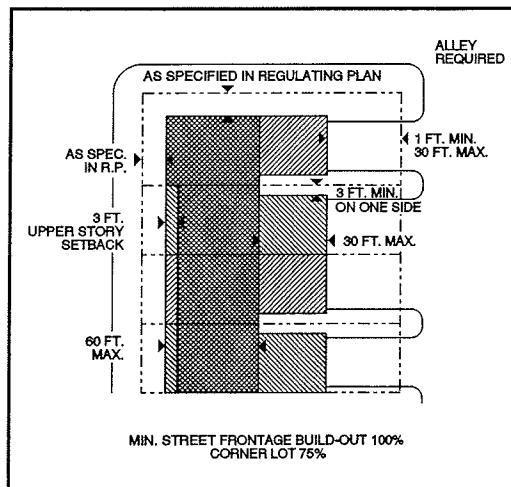 ALLEY
REQUIRED
AS SPECIFIED IN REGULATING PLAN
AS SPEC.
IN R.P.
1 FT. MIN.
30 FT. MAX.
3 FT. MIN.
ON ONE SIDE
3 FT.
UPPER STORY
SETBACK
30 FT. MAX.
60 FT.
MAX.
MIN. STREET FRONTAGE BUILD-OUT 100%
CORNER LOT 75%